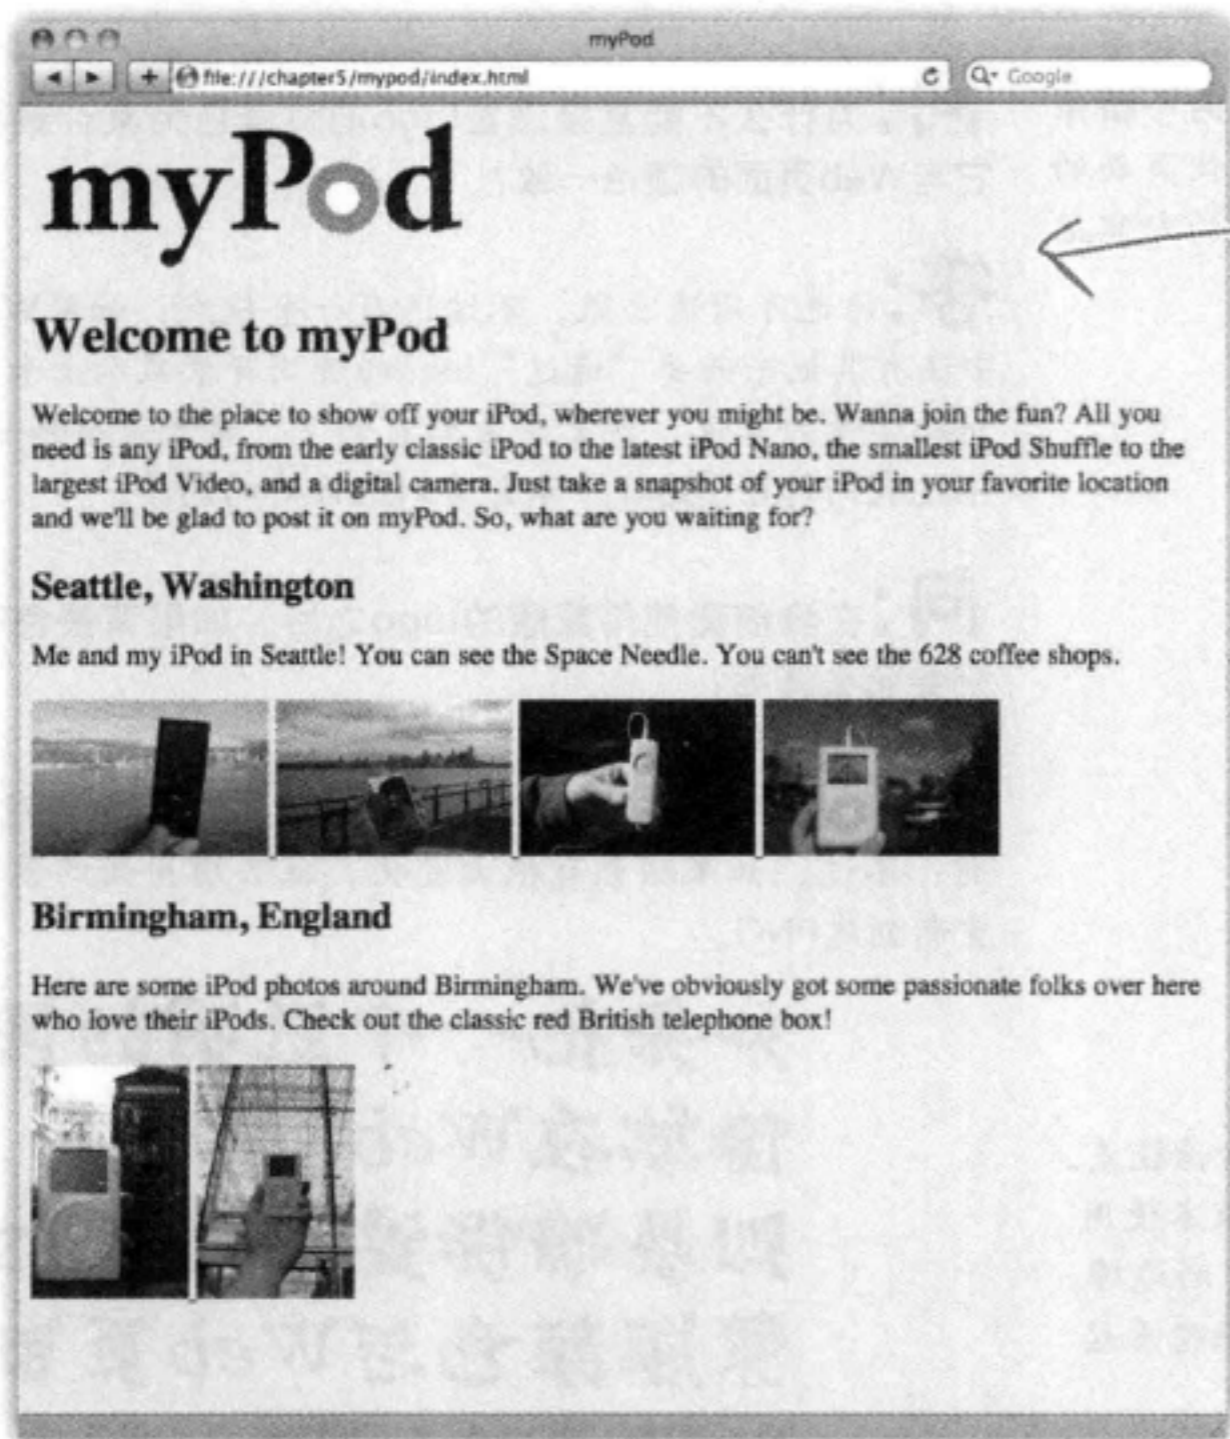 myPod
file:///chapter5/mypod/index.html
Google
myPod
Welcome to myPod
Welcome to the place to show off your iPod, wherever you might be. Wanna join the fun? All you
need is any iPod, from the early classic iPod to the latest iPod Nano, the smallest iPod Shuffle to the
largest iPod Video, and a digital camera. Just take a snapshot of your iPod in your favorite location
and we'll be glad to post it on myPod. So, what are you waiting for?
Seattle, Washington
Me and my iPod in Seattle! You can see the Space Needle. You can't see the 628 coffee shops.
Birmingham, England
Here are some iPod photos around Birmingham. We've obviously got some passionate folks over here
who love their iPods. Check out the classic red British telephone box!